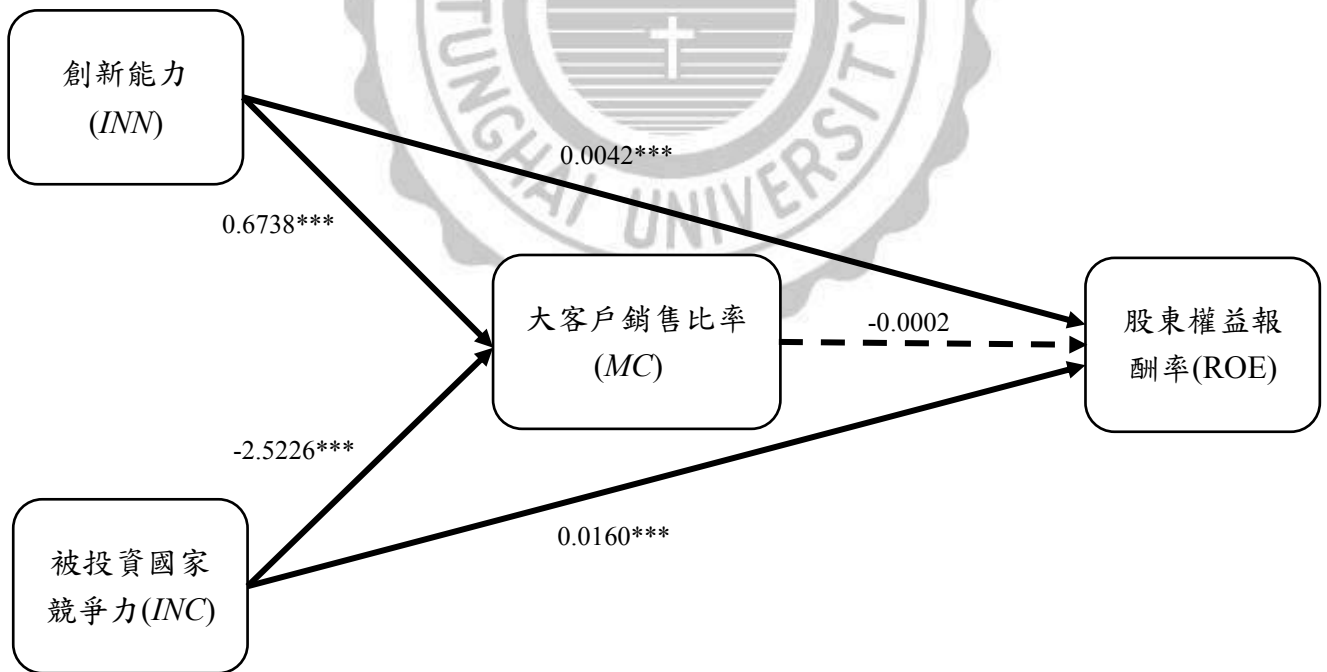 TUNGHAI UNIVERSITY
創新能力
(INN)
0.0042***
0.6738***
大客戶銷售比率
(MC)
-0.0002
股東權益報
酬率(ROE)
-2.5226***
0.0160***
被投資國家
競爭力(INC)